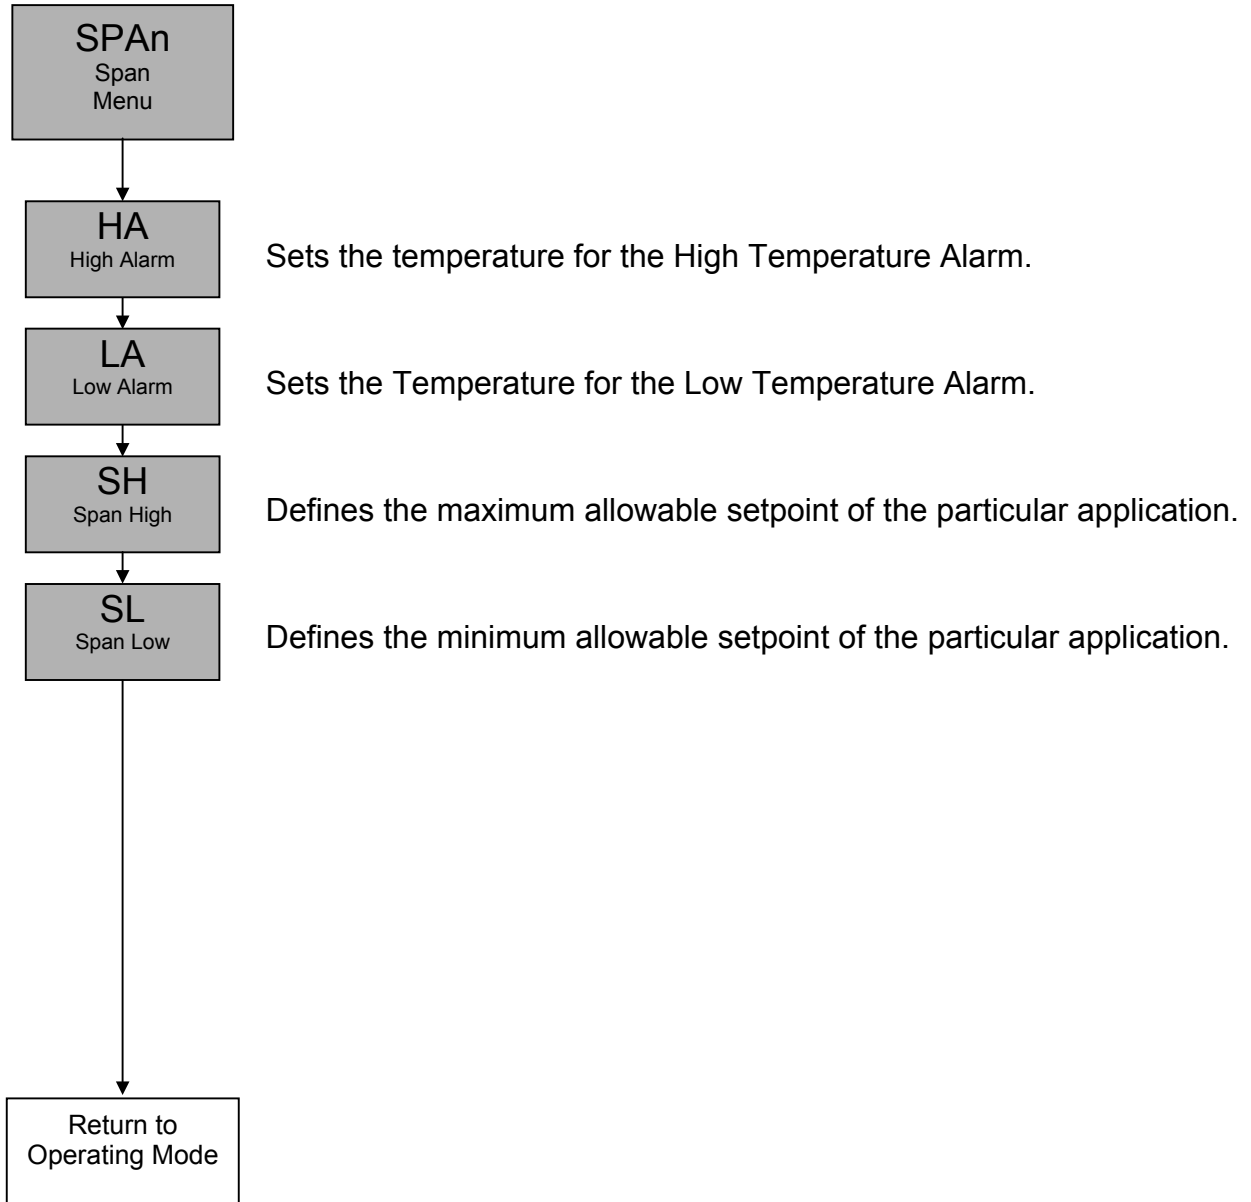 SPAn
Span
Menu
HA
High Alarm
Sets the temperature for the High Temperature Alarm.
LA
Low Alarm
Sets the Temperature for the Low Temperature Alarm.
SH
Span High
Defines the maximum allowable setpoint of the particular application.
SL
Span Low
Defines the minimum allowable setpoint of the particular application.
Return to
Operating Mode